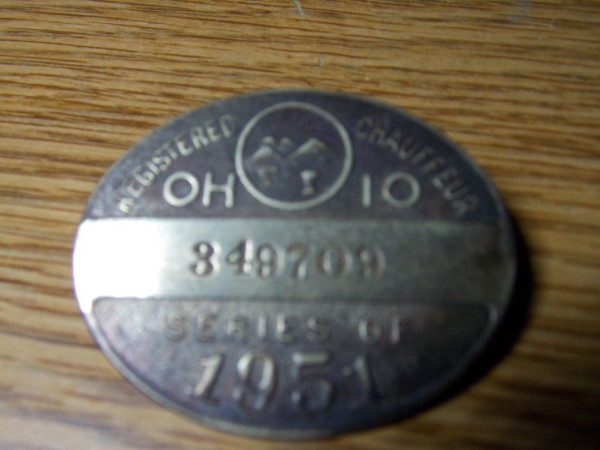 REGISTERED CHAUFFEUR
OHIO
349709
SERIES OF
1951